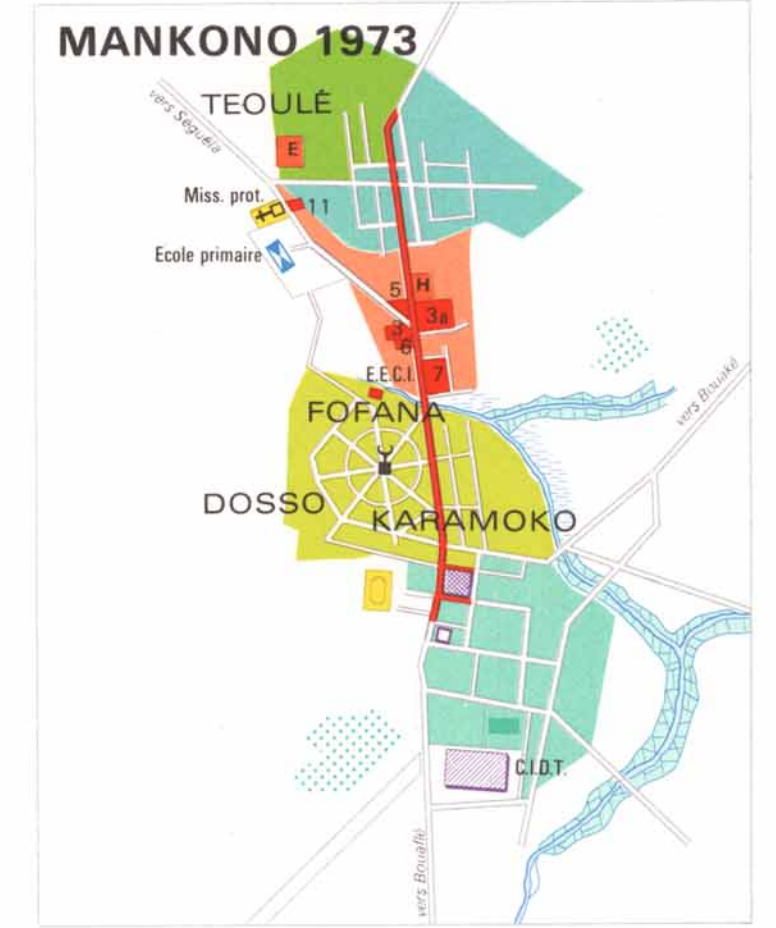 MANKONO 1973
TEOULÉ
vers Séguéla
E
Miss. prot.
11
Ecole primaire
5
H
3a
3
6
E.E.C.I.
7
vers Bouaké
FOFANA
DOSSO
KARAMOKO
C.I.D.T.
vers Bouaflé